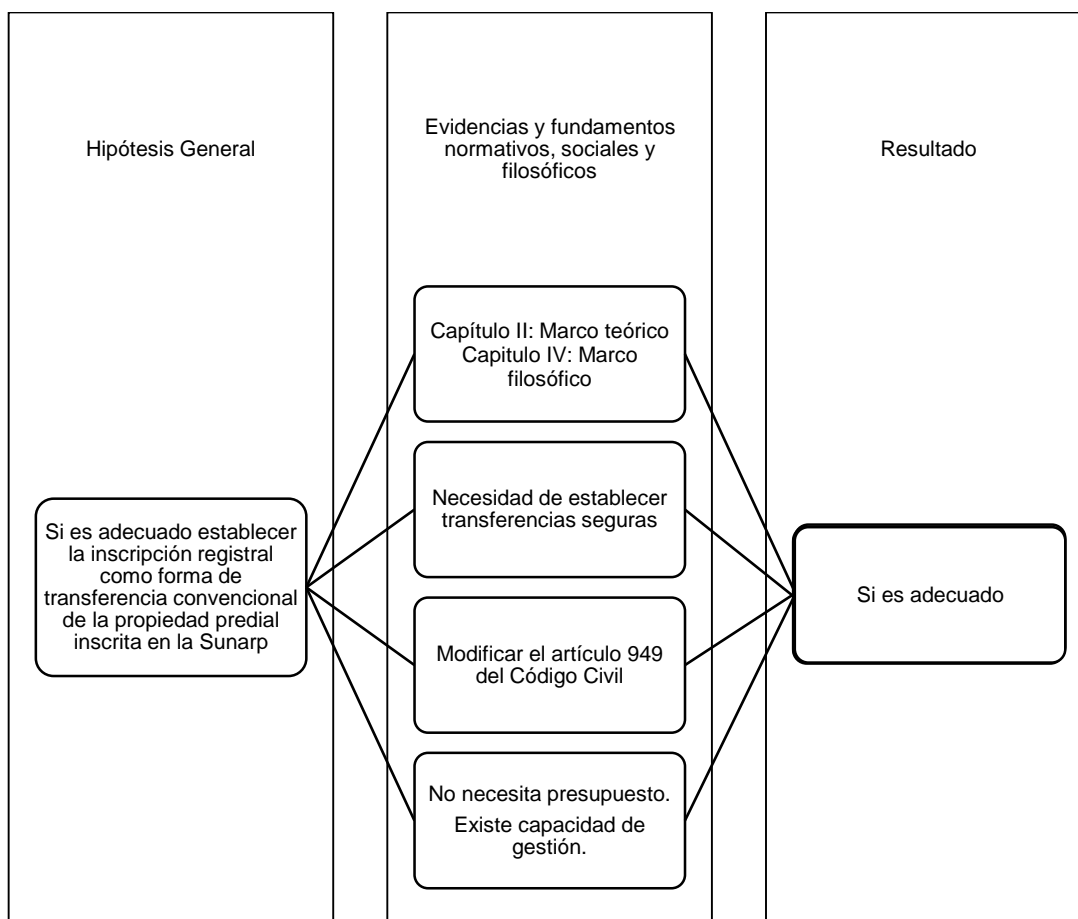 Hipótesis General
Evidencias y fundamentos
normativos, sociales y
filosóficos
Resultado
Si es adecuado establecer
la inscripción registral
como forma de
transferencia convencional
de la propiedad predial
inscrita en la Sunarp
Capítulo II: Marco teórico
Capitulo IV: Marco
filosófico
Necesidad de establecer
transferencias seguras
Modificar el artículo 949
del Código Civil
No necesita presupuesto.
Existe capacidad de
gestión.
Si es adecuado